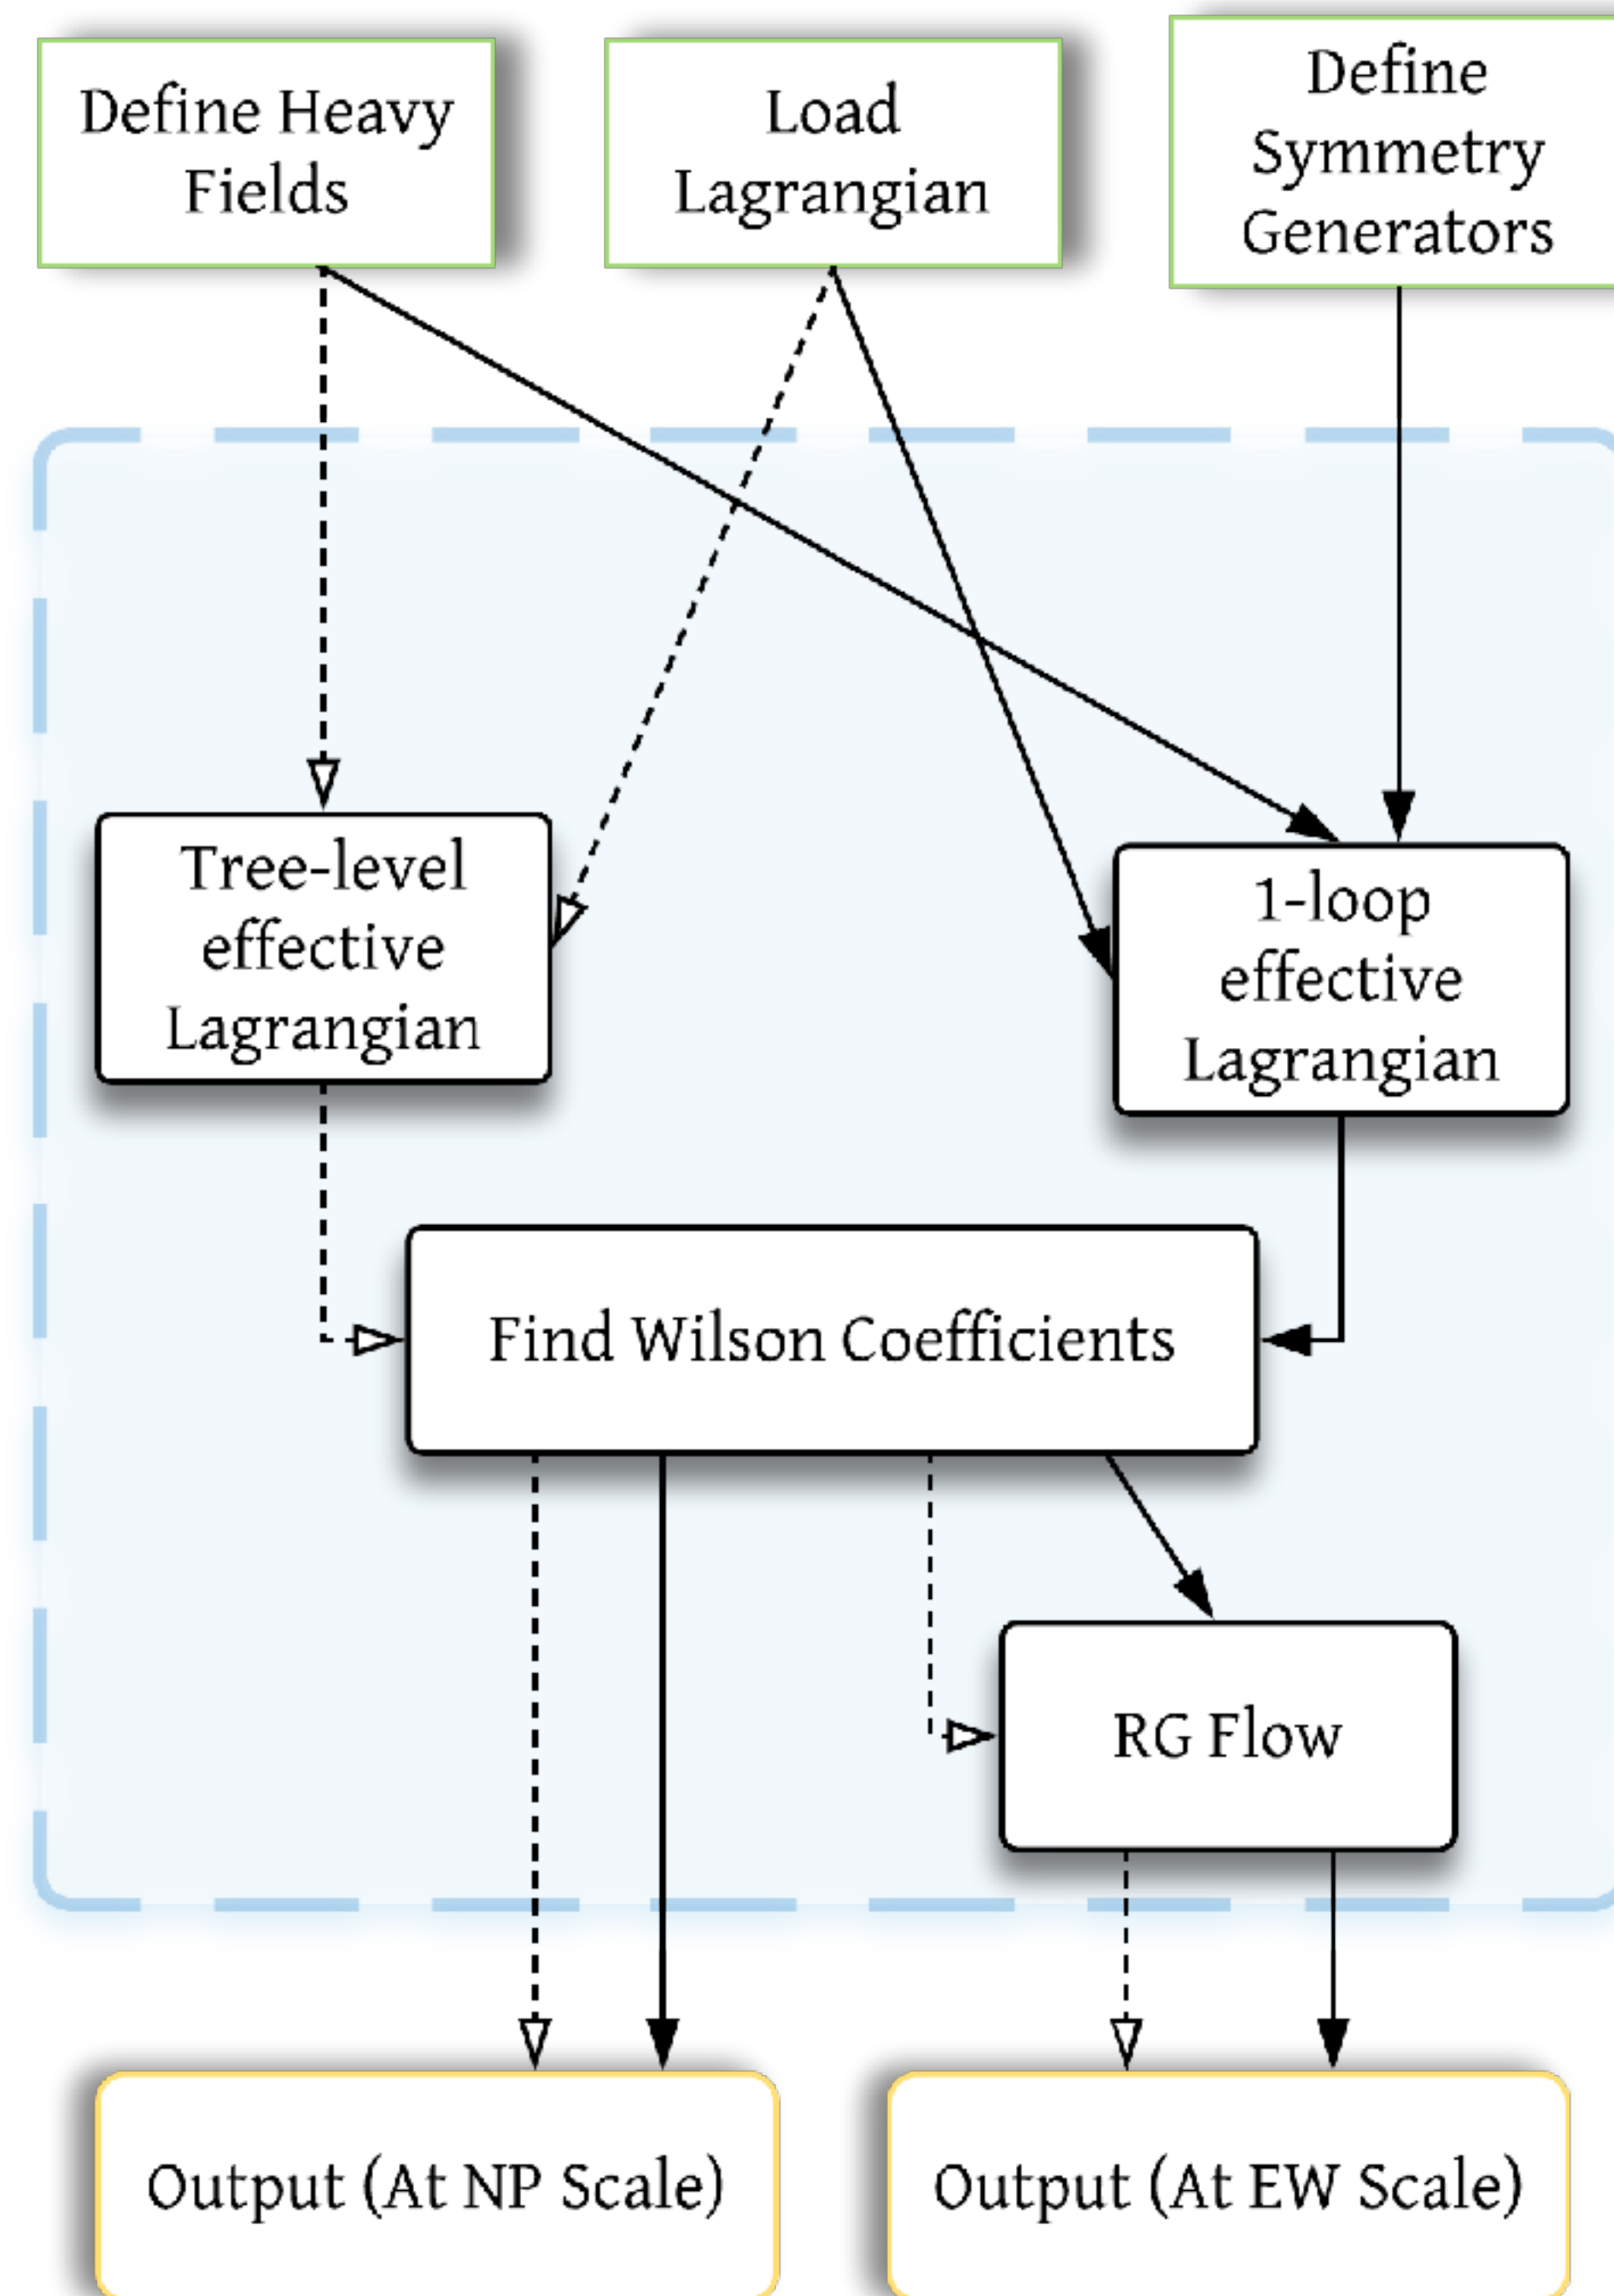 Define Heavy
Fields
Load
Lagrangian
Define
Symmetry
Generators
Tree-level
effective
Lagrangian
1-loop
effective
Lagrangian
Find Wilson Coefficients
RG Flow
Output (At NP Scale)
Output (At EW Scale)